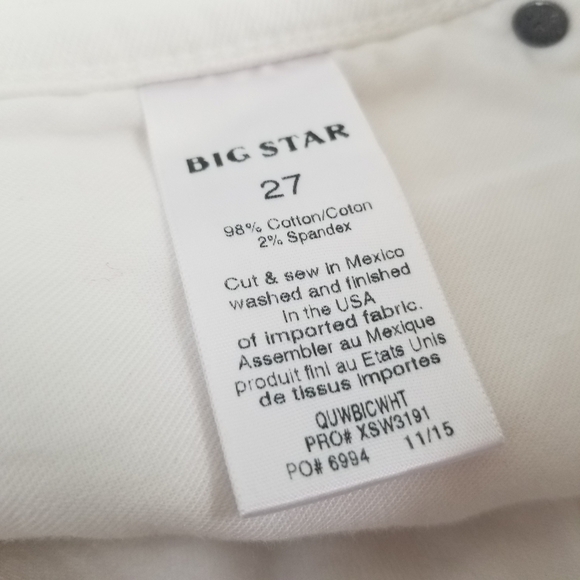 BIG STAR
27
98% Cotton/Coton
2% Spandex
Cut & sew in Mexico
washed and finished
in the USA
of imported fabric.
Assembler au Mexique
produit fini au Etats Unis
de tissus importes
QUWBICWHT
PRO# XSW3191
PO# 6994 11/15